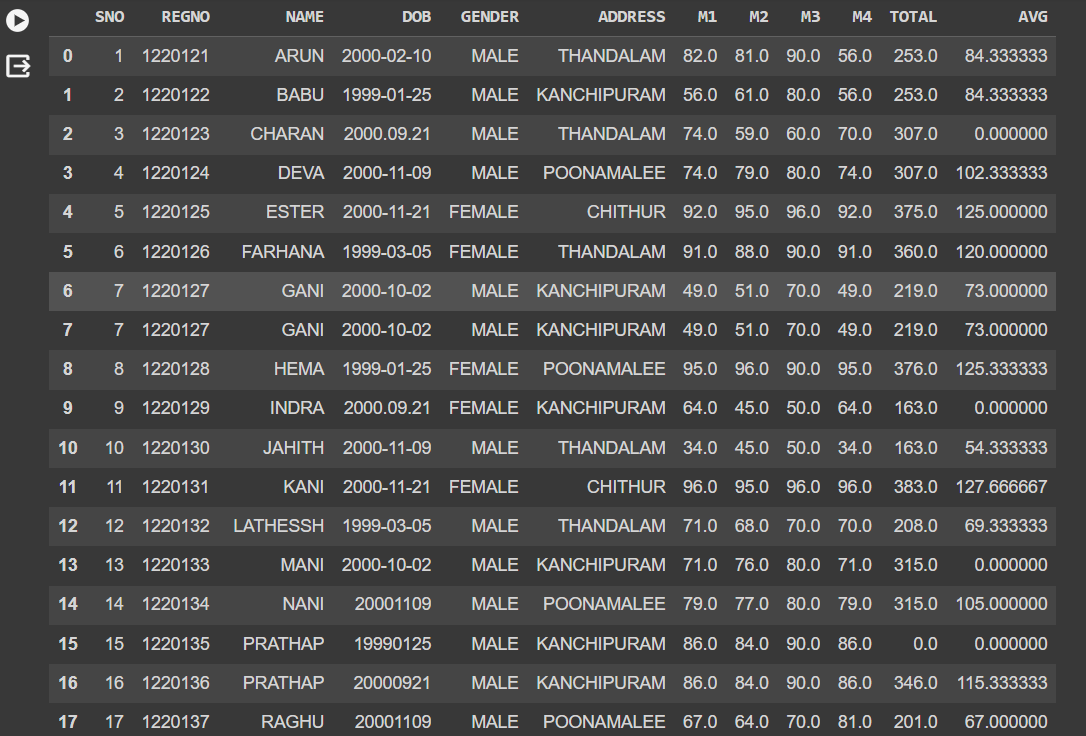 SNO REGNO NAME DOB GENDER ADDRESS M1 M2 M3 M4 TOTAL AVG
0 1 1220121 ARUN 2000-02-10 MALE THANDALAM 82.0 81.0 90.0 56.0 253.0 84.333333
1 2 1220122 BABU 1999-01-25 MALE KANCHIPURAM 56.0 61.0 80.0 56.0 253.0 84.333333
2 3 1220123 CHARAN 2000.09.21 MALE THANDALAM 74.0 59.0 60.0 70.0 307.0 0.000000
3 4 1220124 DEVA 2000-11-09 MALE POONAMALEE 74.0 79.0 80.0 74.0 307.0 102.333333
4 5 1220125 ESTER 2000-11-21 FEMALE CHITHUR 92.0 95.0 96.0 92.0 375.0 125.000000
5 6 1220126 FARHANA 1999-03-05 FEMALE THANDALAM 91.0 88.0 90.0 91.0 360.0 120.000000
6 7 1220127 GANI 2000-10-02 MALE KANCHIPURAM 49.0 51.0 70.0 49.0 219.0 73.000000
7 7 1220127 GANI 2000-10-02 MALE KANCHIPURAM 49.0 51.0 70.0 49.0 219.0 73.000000
8 8 1220128 HEMA 1999-01-25 FEMALE POONAMALEE 95.0 96.0 90.0 95.0 376.0 125.333333
9 9 1220129 INDRA 2000.09.21 FEMALE KANCHIPURAM 64.0 45.0 50.0 64.0 163.0 0.000000
10 10 1220130 JAHITH 2000-11-09 MALE THANDALAM 34.0 45.0 50.0 34.0 163.0 54.333333
11 11 1220131 KANI 2000-11-21 FEMALE CHITHUR 96.0 95.0 96.0 96.0 383.0 127.666667
12 12 1220132 LATHESSH 1999-03-05 MALE THANDALAM 71.0 68.0 70.0 70.0 208.0 69.333333
13 13 1220133 MANI 2000-10-02 MALE KANCHIPURAM 71.0 76.0 80.0 71.0 315.0 0.000000
14 14 1220134 NANI 20001109 MALE POONAMALEE 79.0 77.0 80.0 79.0 315.0 105.000000
15 15 1220135 PRATHAP 19990125 MALE KANCHIPURAM 86.0 84.0 90.0 86.0 0.0 0.000000
16 16 1220136 PRATHAP 20000921 MALE KANCHIPURAM 86.0 84.0 90.0 86.0 346.0 115.333333
17 17 1220137 RAGHU 20001109 MALE POONAMALEE 67.0 64.0 70.0 81.0 201.0 67.000000